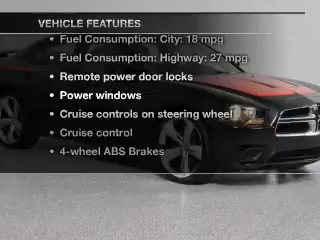 VEHICLE FEATURES
• Fuel Consumption: City: 18 mpg
• Fuel Consumption: Highway: 27 mpg
• Remote power door locks
• Power windows
• Cruise controls on steering wheel
• Cruise control
• 4-wheel ABS Brakes